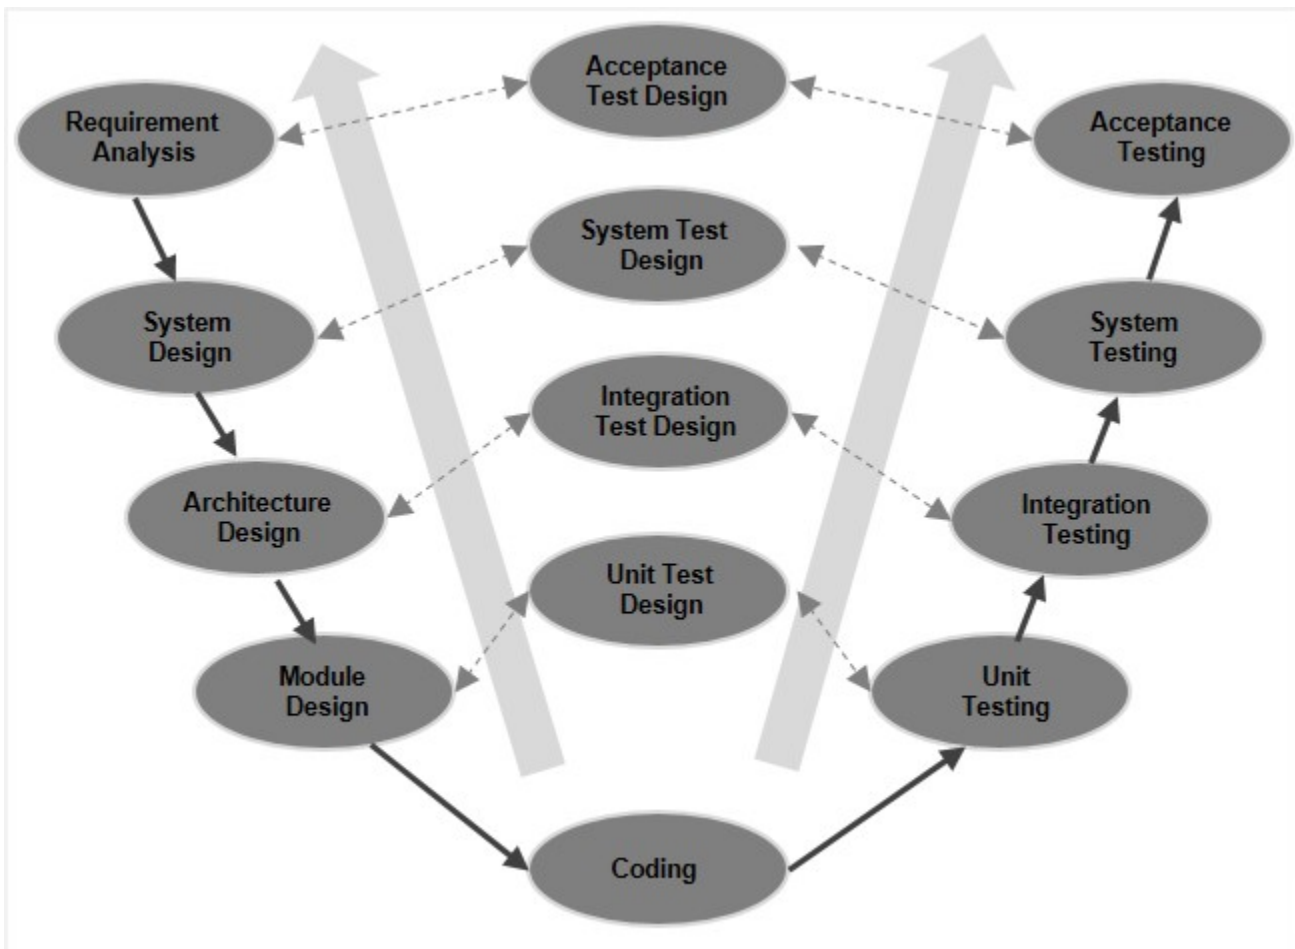 Acceptance
Test Design
Requirement
Analysis
Acceptance
Testing
System Test
Design
System
Design
System
Testing
Integration
Test Design
Architecture
Design
Integration
Testing
Unit Test
Design
Module
Design
Unit
Testing
Coding